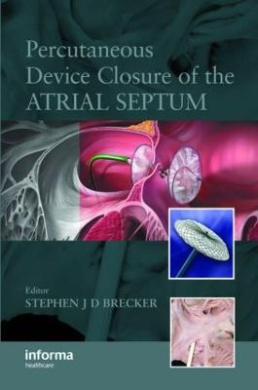 Percutaneous
Device Closure of the
ATRIAL SEPTUM
Editor
STEPHEN J D BRECKER
informa
healthcare